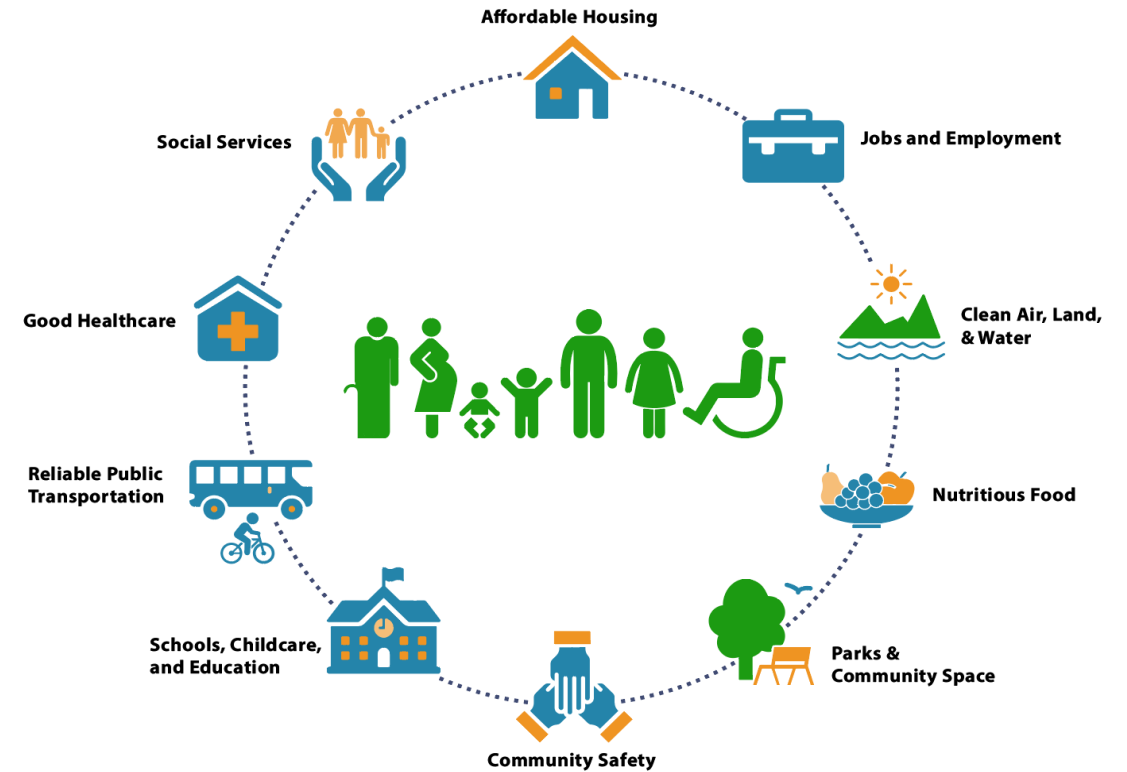 Affordable Housing
Jobs and Employment
Clean Air, Land,
& Water
Nutritious Food
Parks &
Community Space
Community Safety
Schools, Childcare,
and Education
Reliable Public
Transportation
Good Healthcare
Social Services